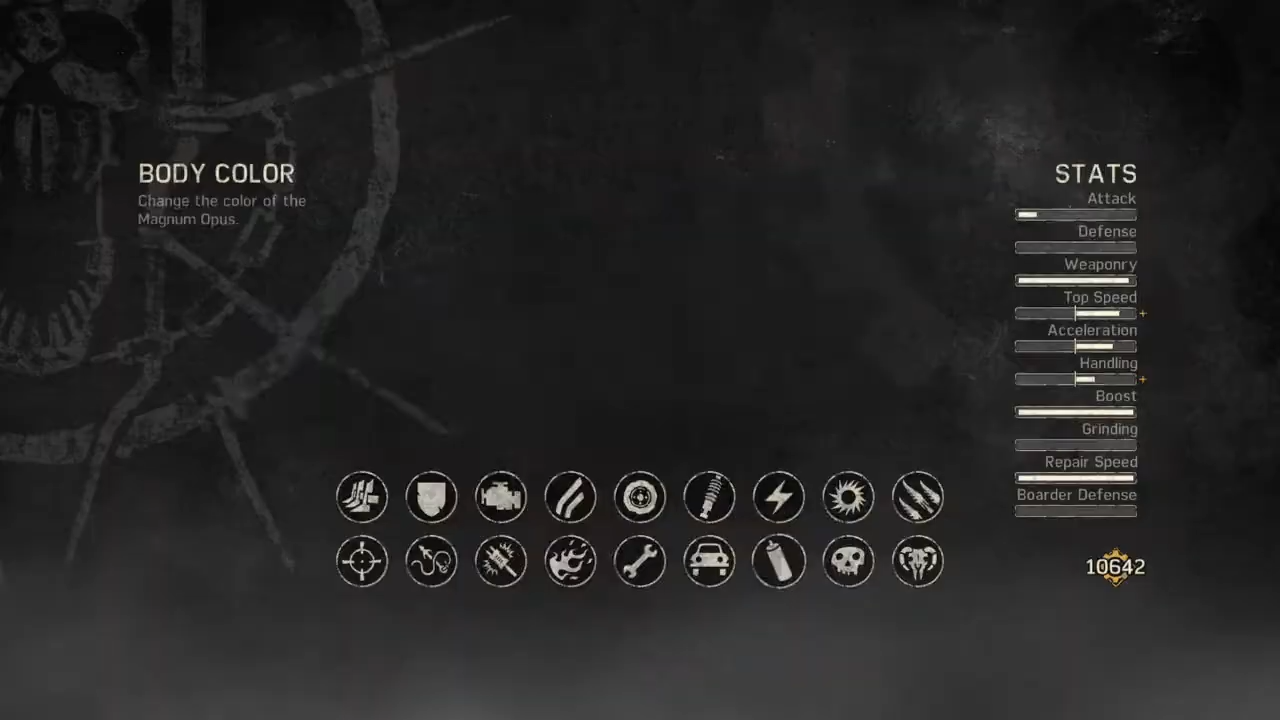 BODY COLOR
Change the color of the
Magnum Opus.
STATS
Attack
Defense
Weaponry
Top Speed
+
Acceleration
Handling
+
Boost
Grinding
Repair Speed
Boarder Defense
10642